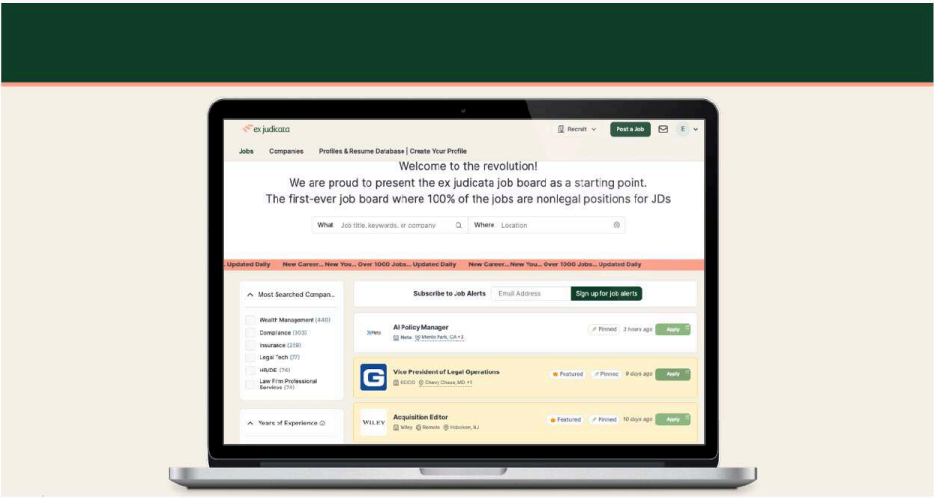 ex judicata
Recruit
Post a Job
E
Jobs Companies Profiles & Resume Database | Create Your Profile
Welcome to the revolution!
We are proud to present the ex judicata job board as a starting point.
The first-ever job board where 100% of the jobs are nonlegal positions for JDs
What Job title, keywords, or company Where Location
Updated Daily New Career... New You... Over 1000 Jobs... Updated Daily New Career... New You... Over 1000 Jobs... Updated Daily
Most Searched Compan...
Wealth Management (440)
Compliance (303)
Insurance (259)
Legal Tech (77)
HR/DE (74)
Law Firm Professional
Services (74)
Years of Experience
Subscribe to Job Alerts Email Address Sign up for job alerts
AI Policy Manager
Meta Menlo Park, CA +3
Pinned 3 hours ago Apply
G
Vice President of Legal Operations
GEICO Chevy Chase, MD +1
Featured Pinned 9 days ago Apply
WILEY
Acquisition Editor
Wiley Remote Hoboken, NJ
Featured Pinned 10 days ago Apply